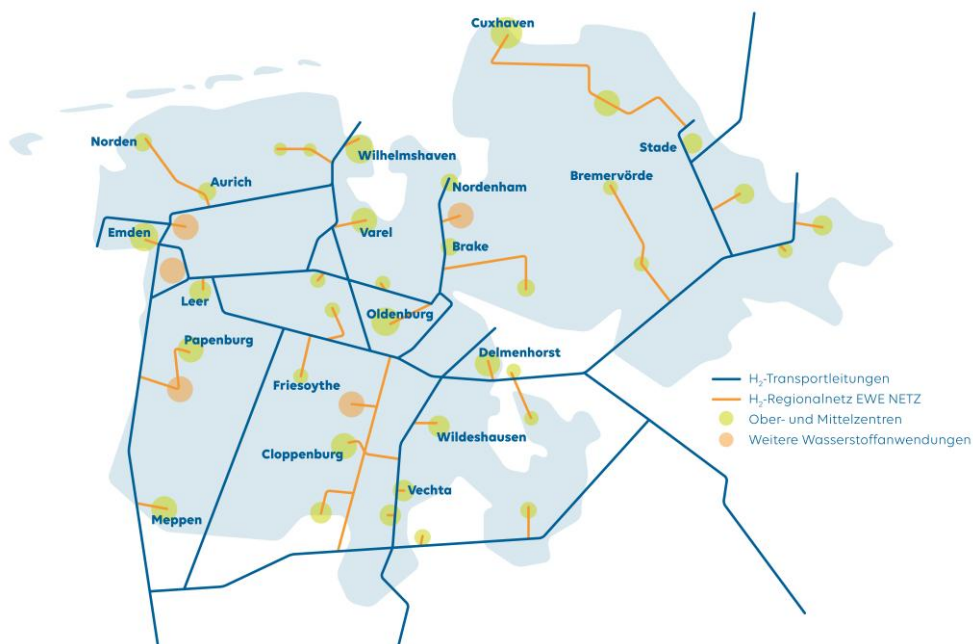 Cuxhaven
Norden
Wilhelmshaven
Stade
Aurich
Nordenham
Bremervörde
Emden
Varel
Brake
Leer
Oldenburg
Papenburg
Delmenhorst
Friesoythe
H₂-Transportleitungen
H₂-Regionalnetz EWE NETZ
Ober- und Mittelzentren
Weitere Wasserstoffanwendungen
Wildeshausen
Cloppenburg
Vechta
Meppen